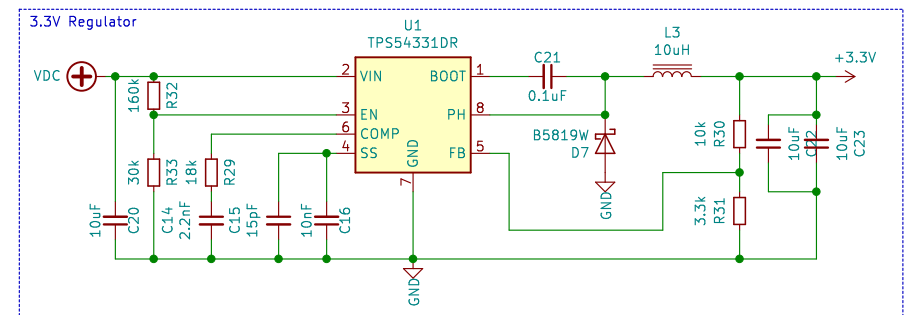 3.3V Regulator
U1
TPS54331DR
L3
10uH
C21
0.1uF
+3.3V
VDC
2 VIN
BOOT 1
3 EN
PH 8
6 COMP
4 SS
FB 5
GND
7
160k
R32
30k
R33
18k
R29
10uF
C20
C14
2.2nF
C15
15pF
10nF
C16
B5819W
D7
GND
10k
R30
3.3k
R31
10uF
C22
10uF
C23
GND